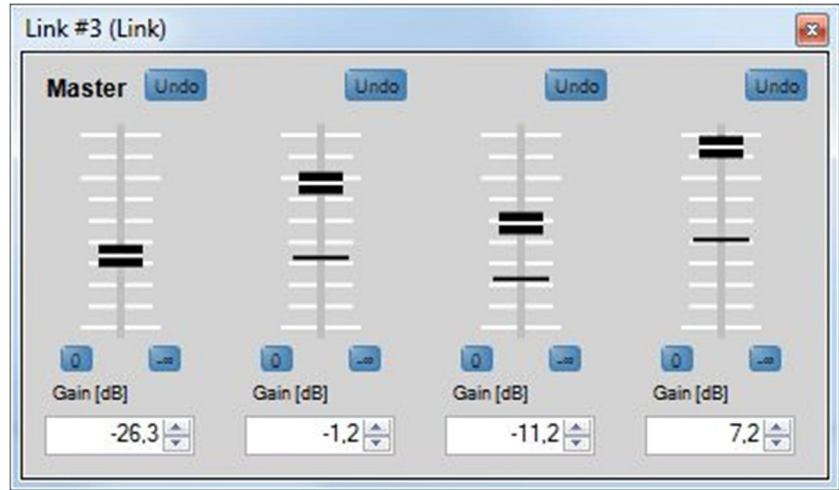 Link #3 (Link)
Master Undo Undo Undo Undo
0 -∞ 0 -∞ 0 -∞ 0 -∞
Gain [dB] Gain [dB] Gain [dB] Gain [dB]
-26,3 -1,2 -11,2 7,2